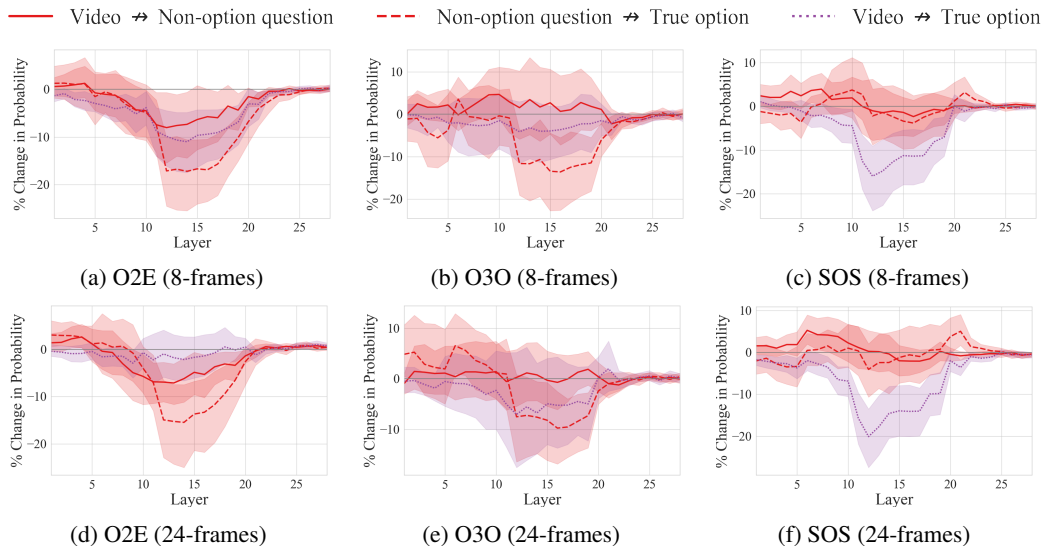 Video ↛ Non-option question Non-option question ↛ True option Video ↛ True option
% Change in Probability
10
0
−10
−20
5 10 15 20 25
Layer
(a) O2E (8-frames)
% Change in Probability
10
0
−10
−20
5 10 15 20 25
Layer
(b) O3O (8-frames)
% Change in Probability
10
0
−10
−20
5 10 15 20 25
Layer
(c) SOS (8-frames)
% Change in Probability
0
−10
−20
5 10 15 20 25
Layer
(d) O2E (24-frames)
% Change in Probability
10
0
−10
5 10 15 20 25
Layer
(e) O3O (24-frames)
% Change in Probability
10
0
−10
−20
5 10 15 20 25
Layer
(f) SOS (24-frames)